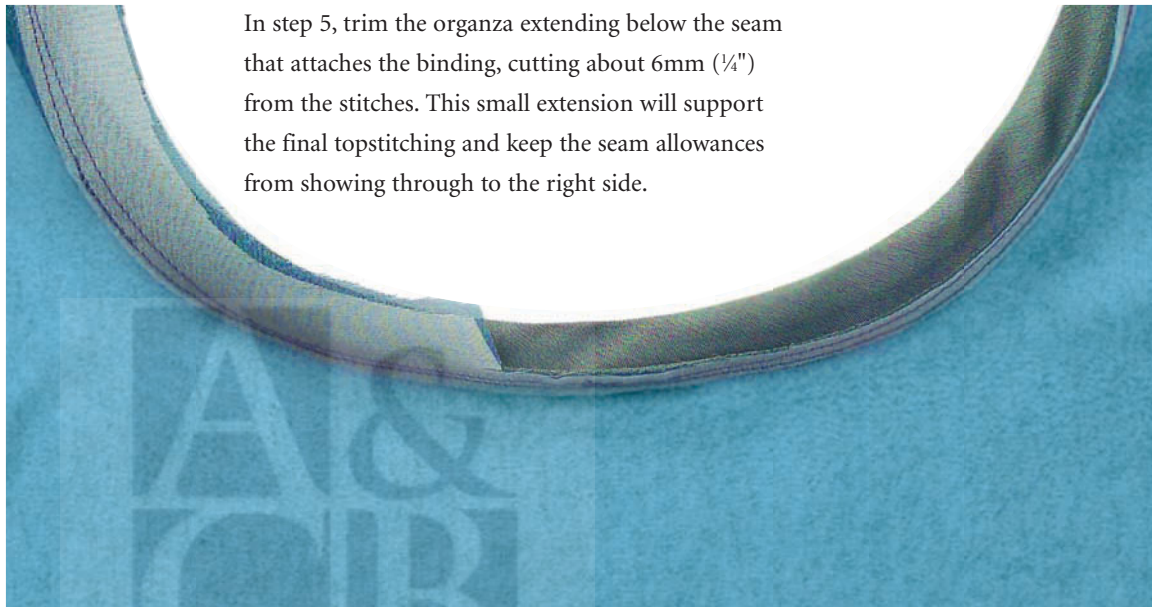 In step 5, trim the organza extending below the seam
that attaches the binding, cutting about 6mm (¼")
from the stitches. This small extension will support
the final topstitching and keep the seam allowances
from showing through to the right side.
A&
CB